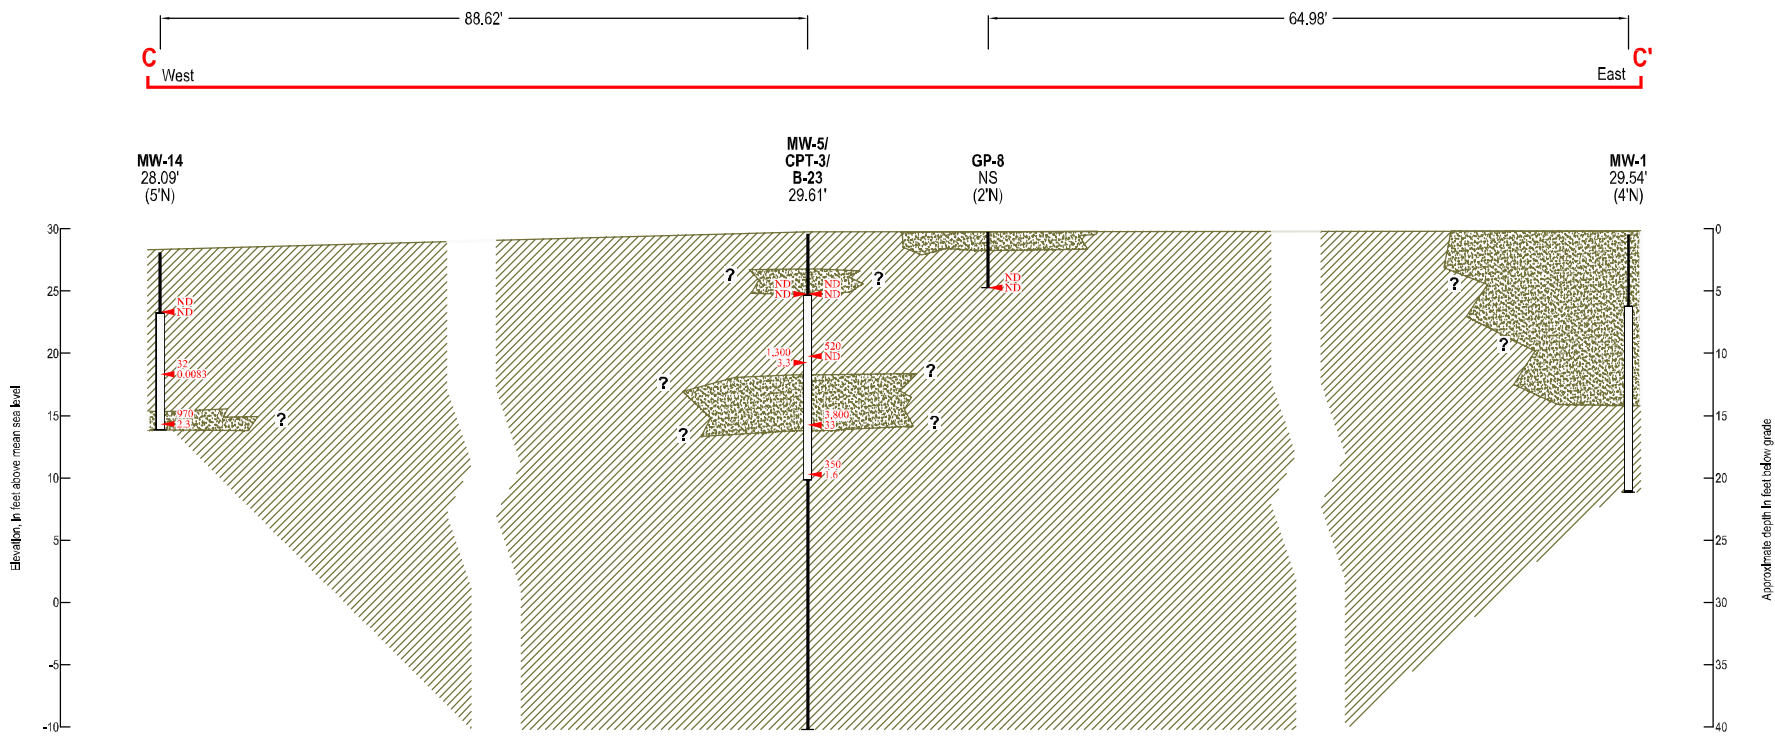 88.62'
64.98'
C
C'
West
East
MW-14
28.09'
(5'N)
MW-5/
CPT-3/
B-23
29.61'
GP-8
NS
(2'N)
MW-1
29.54'
(4'N)
30
25
20
15
10
5
0
-5
-10
Elevation, in feet above mean sea level
ND
ND
32
0.0083
970
2.3
?
?
?
ND
ND
ND
ND
1,300
3.3
520
ND
?
?
?
?
3,800
33
350
1.6
ND
ND
?
?
0
5
10
15
20
25
30
35
40
Approximate depth in feet below grade